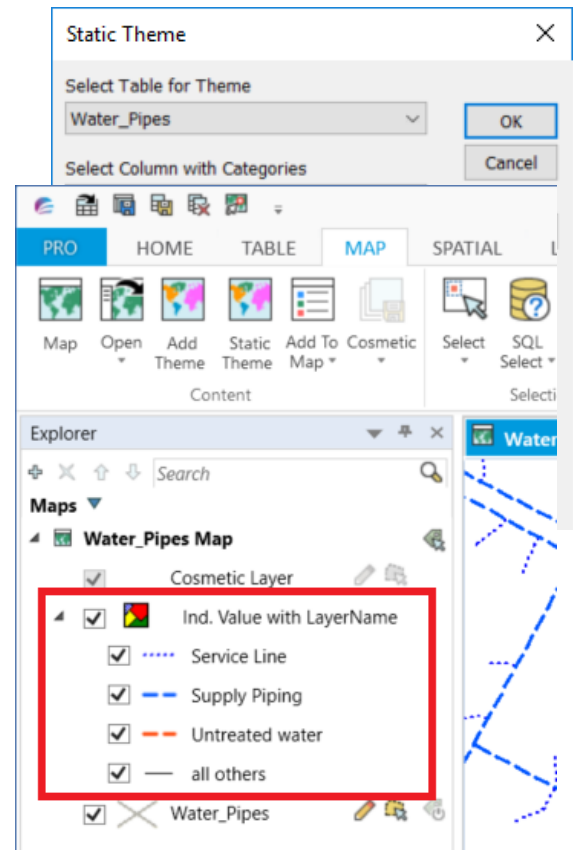 Static Theme
Select Table for Theme
Water_Pipes
OK
Select Column with Categories
Cancel
PRO HOME TABLE MAP SPATIAL
Map Open Add Theme Static Theme Add To Map Cosmetic Select SQL Select
Content Selecti
Explorer
Water
Search
Maps
Water_Pipes Map
Cosmetic Layer
Ind. Value with LayerName
Service Line
Supply Piping
Untreated water
all others
Water_Pipes